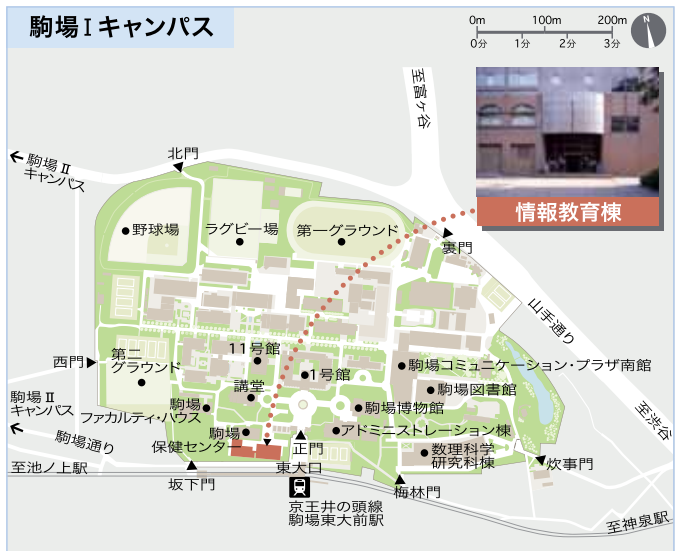 駒場Ⅰキャンパス
0m 100m 200m
0分 1分 2分 3分
N
至富ヶ谷
情報教育棟
北門
駒場Ⅱ
キャンパス
野球場
ラグビー場
第一グラウンド
裏門
山手通り
至渋谷
西門
第二
グラウンド
11号館
1号館
講堂
駒場コミュニケーション・プラザ南館
駒場図書館
駒場博物館
アドミニストレーション棟
数理科学
研究科棟
駒場Ⅱ
キャンパス
駒場
ファカルティ・ハウス
駒場
保健センター
駒場通り
至池ノ上駅
坂下門
正門
東大口
梅林門
炊事門
京王井の頭線
駒場東大前駅
至神泉駅